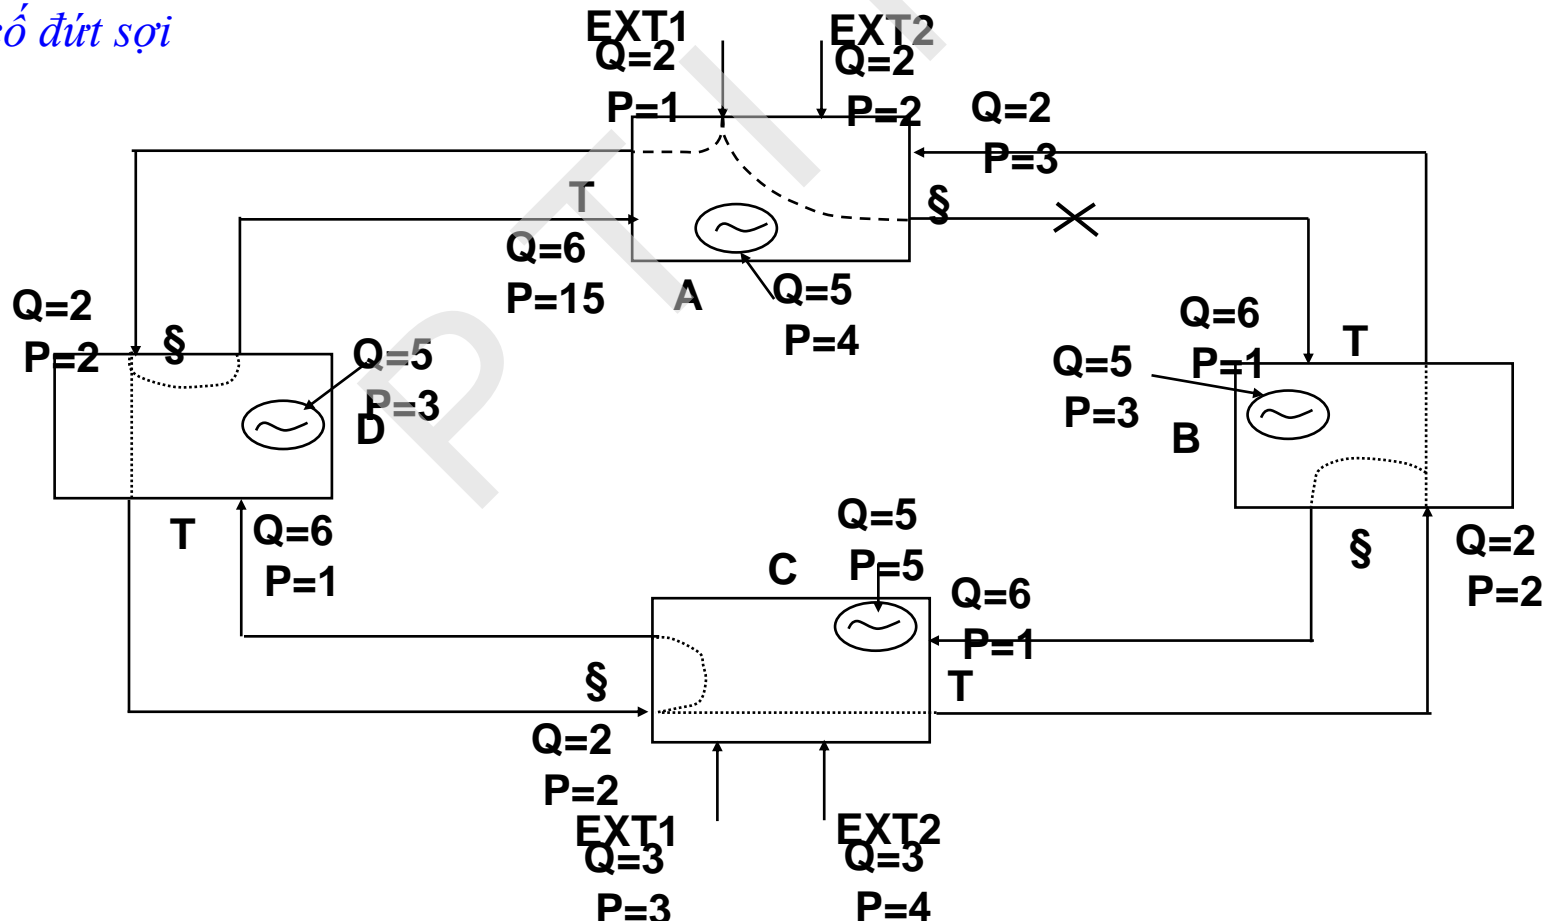 ố đứt sợi
EXT1
Q=2
P=1
EXT2
Q=2
P=2
Q=2
P=3
T
§
Q=6
P=15
A
Q=5
P=4
Q=2
P=2
§
Q=5
P=3
D
Q=6
P=1
T
Q=5
P=3
B
T
Q=6
P=1
Q=5
P=5
C
Q=6
P=1
§
Q=2
P=2
T
§
Q=2
P=2
T
EXT1
Q=3
P=3
EXT2
Q=3
P=4
PTIT